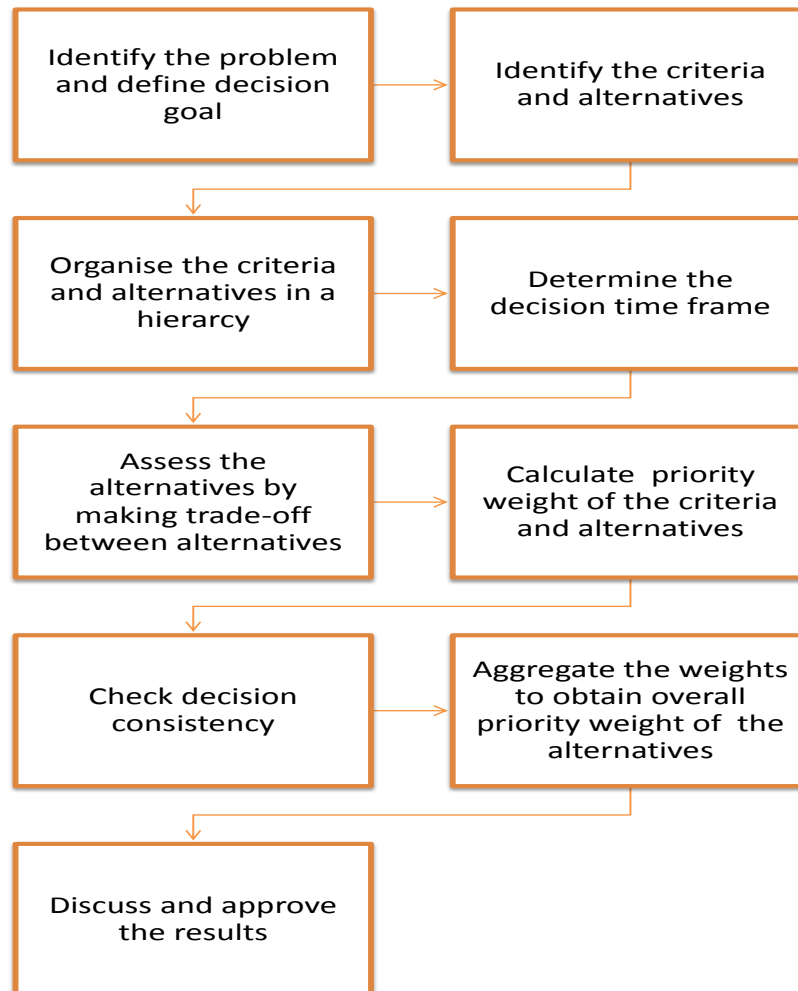 Identify the problem
and define decision
goal
Identify the criteria
and alternatives
Organise the criteria
and alternatives in a
hierarcy
Determine the
decision time frame
Assess the
alternatives by
making trade-off
between alternatives
Calculate  priority
weight of the criteria
and alternatives
Check decision
consistency
Aggregate the weights
to obtain overall
priority weight of  the
alternatives
Discuss and approve
the results